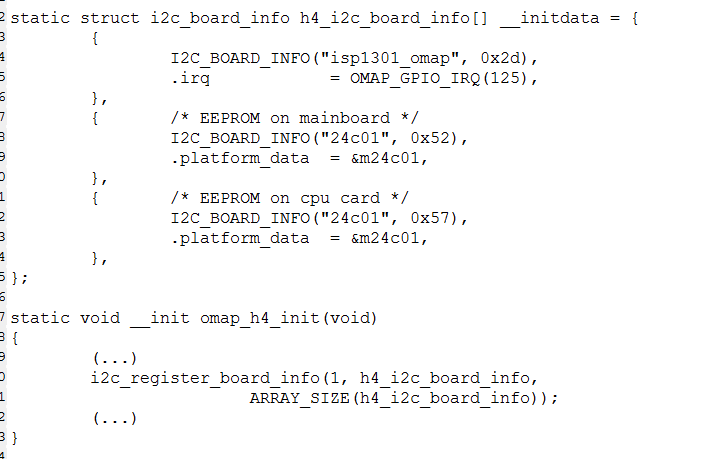 2 static struct i2c_board_info h4_i2c_board_info[] __initdata = {
3         {
4                 I2C_BOARD_INFO("isp1301_omap", 0x2d),
5                 .irq            = OMAP_GPIO_IRQ(125),
6         },
7         {       /* EEPROM on mainboard */
8                 I2C_BOARD_INFO("24c01", 0x52),
9                 .platform_data  = &m24c01,
0         },
1         {       /* EEPROM on cpu card */
2                 I2C_BOARD_INFO("24c01", 0x57),
3                 .platform_data  = &m24c01,
4         },
5 };
6
7 static void __init omap_h4_init(void)
8 {
9         (...)
0         i2c_register_board_info(1, h4_i2c_board_info,
1                         ARRAY_SIZE(h4_i2c_board_info));
2         (...)
3 }
4